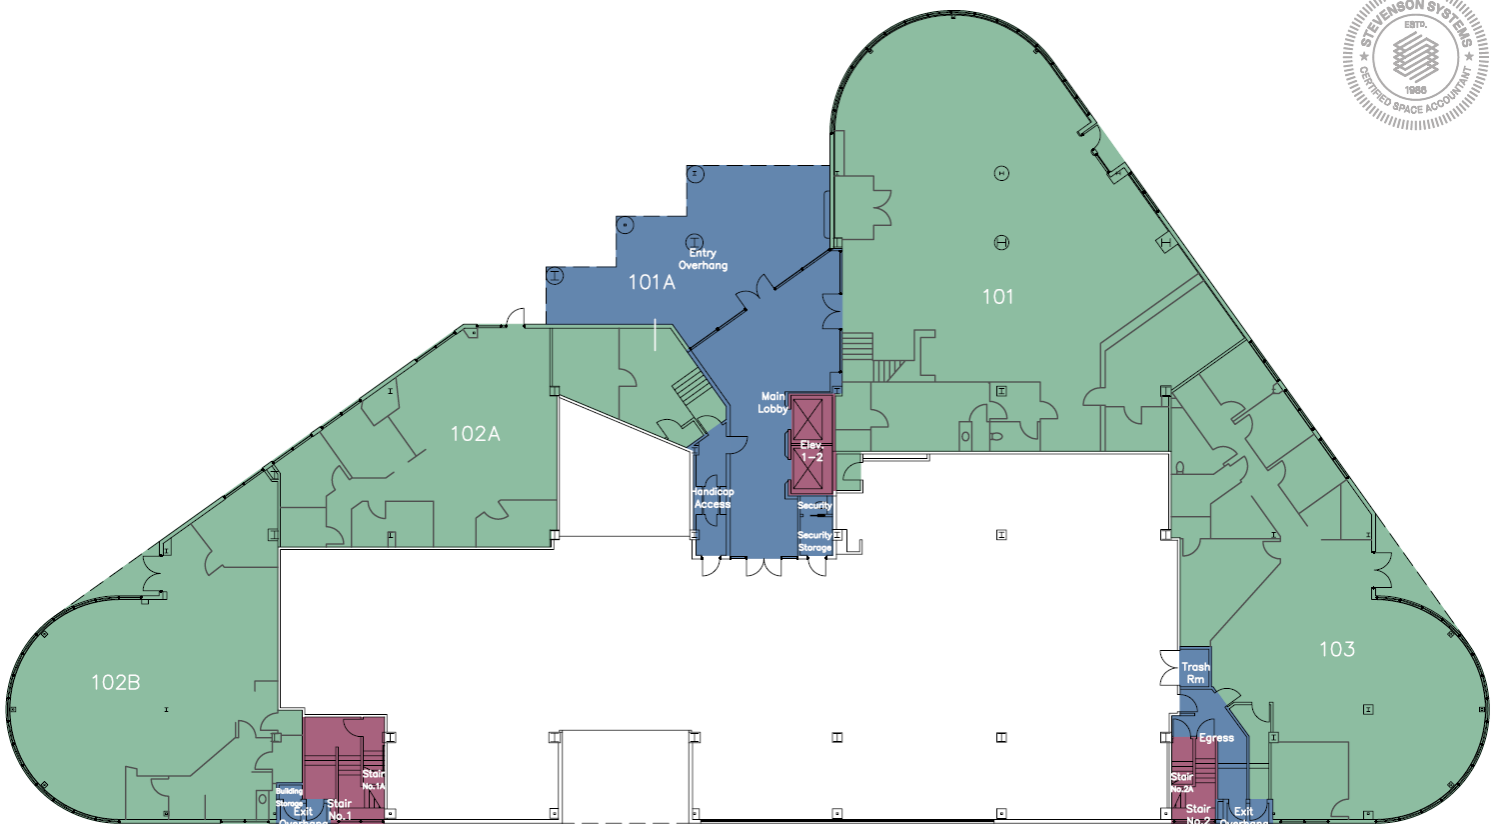 STEVENSON SYSTEMS
ESTD.
1986
CERTIFIED SPACE ACCOUNTANT
Entry
Overhang
101A
101
Main
Lobby
102A
Elev.
1-2
Handicap
Access
Security
Security
Storage
103
Trash
Rm
102B
Egress
Stair
No.1A
Stair
No.2A
Building
Storage
Exit
Overhang
Stair
No.1
Stair
No.2
Exit
Overhang